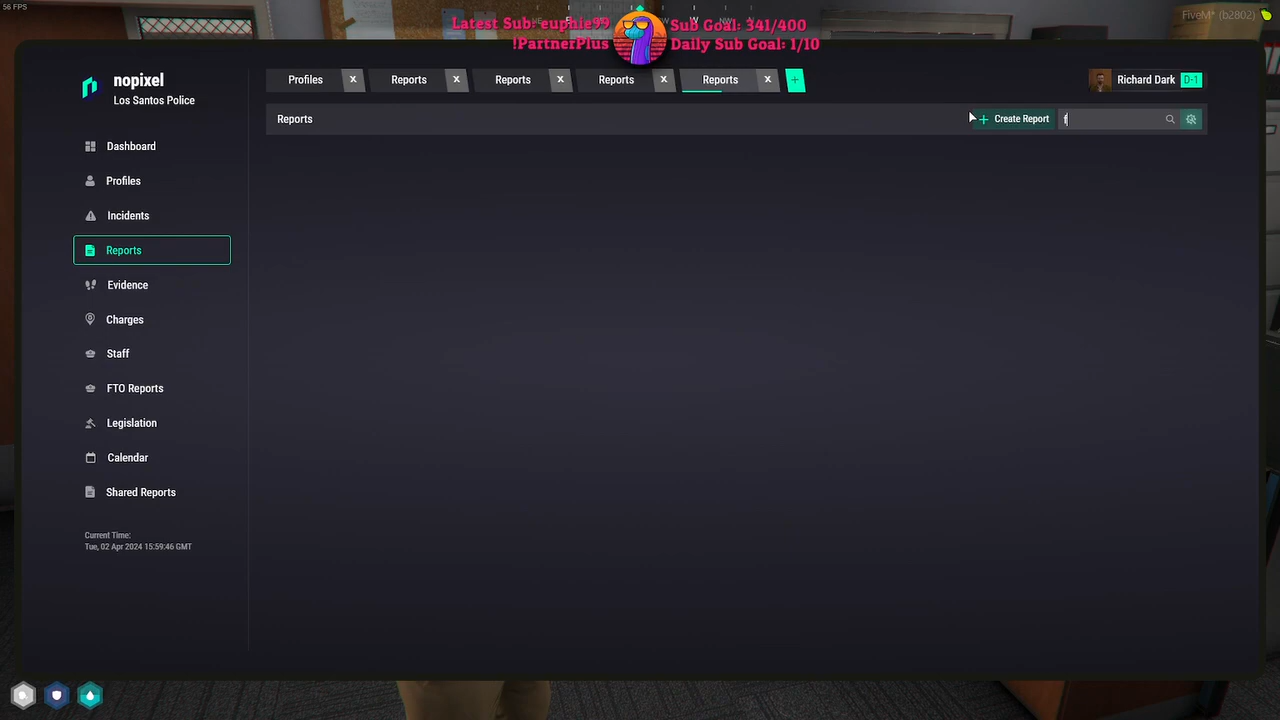 56 FPS
FiveM* (b2802)
Latest Sub: euphie99
Sub Goal: 341/400
!PartnerPlus
Daily Sub Goal: 1/10
nopixel
Los Santos Police
Profiles x
Reports x
Reports x
Reports x
Reports x
+
Richard Dark D-1
Reports
+ Create Report
f
Dashboard
Profiles
Incidents
Reports
Evidence
Charges
Staff
FTO Reports
Legislation
Calendar
Shared Reports
Current Time:
Tue, 02 Apr 2024 15:59:46 GMT